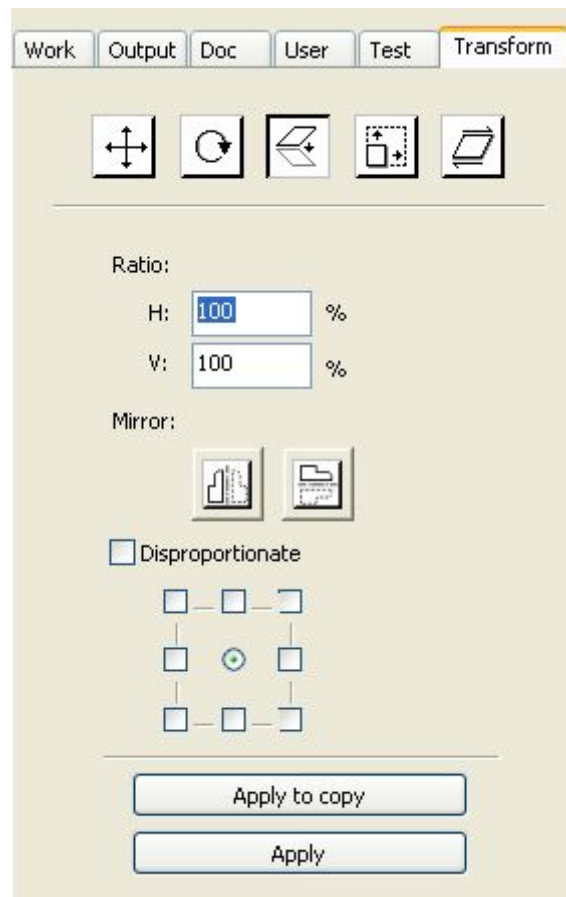 Work Output Doc User Test Transform
Ratio:
H: 100 %
V: 100 %
Mirror:
Disproportionate
Apply to copy
Apply